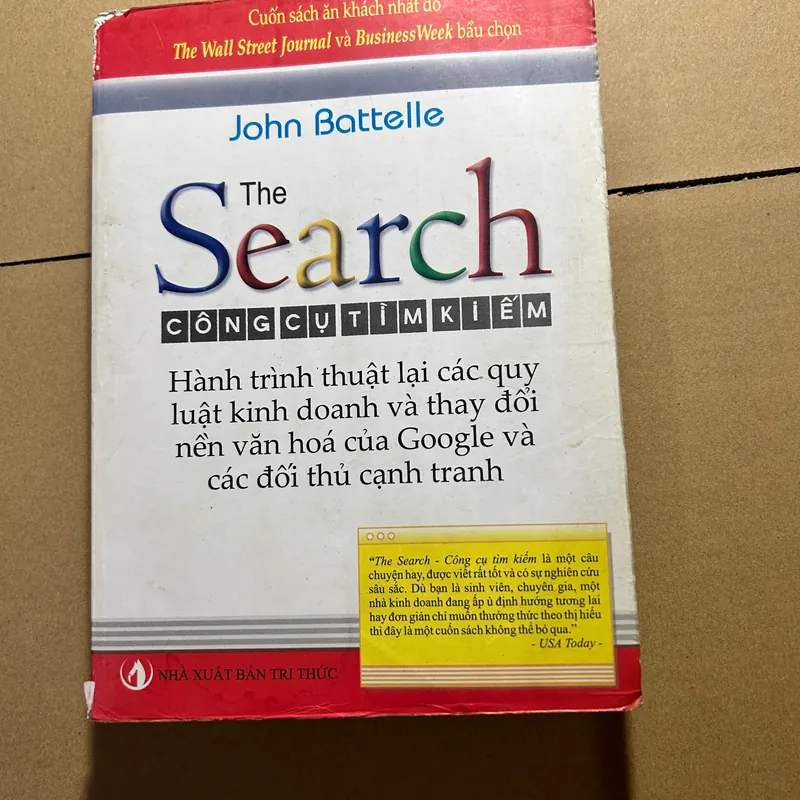 Cuốn sách ăn khách nhất do
The Wall Street Journal và BusinessWeek bầu chọn
John Battelle
The
Search
CÔNG CỤ TÌM KIẾM
Hành trình thuật lại các quy
luật kinh doanh và thay đổi
nền văn hoá của Google và
các đối thủ cạnh tranh
“The Search - Công cụ tìm kiếm là một câu
chuyện hay, được viết rất tốt và có sự nghiên cứu
sâu sắc. Dù bạn là sinh viên, chuyên gia, một
nhà kinh doanh đang ấp ủ định hướng tương lai
hay đơn giản chỉ muốn thưởng thức theo thị hiếu
thì đây là một cuốn sách không thể bỏ qua.”
- USA Today -
NHÀ XUẤT BẢN TRI THỨC